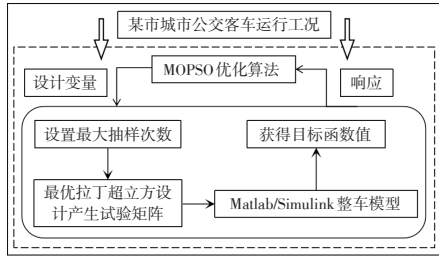 某市城市公交客车运行工况
设计变量
MOPSO优化算法
响应
设置最大抽样次数
获得目标函数值
最优拉丁超立方设
计产生试验矩阵
Matlab/Simulink整车模型